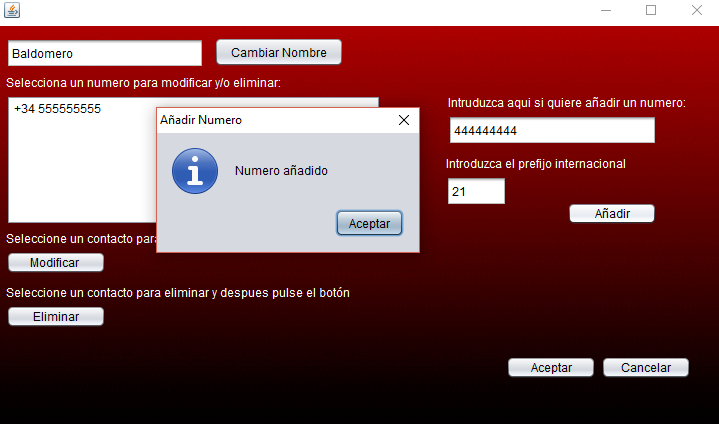 Baldomero
Cambiar Nombre
Selecciona un numero para modificar y/o eliminar:
+34 555555555
Intruduzca aqui si quiere añadir un numero:
444444444
Introduzca el prefijo internacional
21
Añadir
Añadir Numero
Numero añadido
Aceptar
Seleccione un contacto para
Modificar
Seleccione un contacto para eliminar y despues pulse el botón
Eliminar
Aceptar
Cancelar